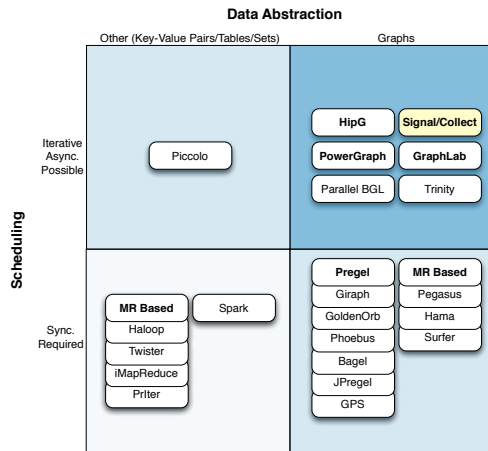 Data Abstraction
Other (Key-Value Pairs/Tables/Sets)
Graphs
Scheduling
Iterative
Async.
Possible
Piccolo
HipG
Signal/Collect
PowerGraph
GraphLab
Parallel BGL
Trinity
Sync.
Required
MR Based
Haloop
Twister
iMapReduce
PrIter
Spark
Pregel
Giraph
GoldenOrb
Phoebus
Bagel
JPregel
GPS
MR Based
Pegasus
Hama
Surfer